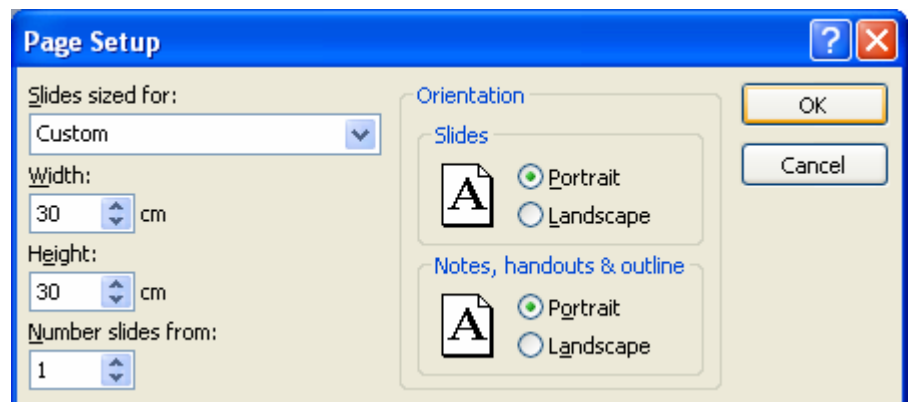 Page Setup
Slides sized for:
Custom
Width:
30 cm
Height:
30 cm
Number slides from:
1
Orientation
Slides
A
Portrait
Landscape
Notes, handouts & outline
A
Portrait
Landscape
OK
Cancel